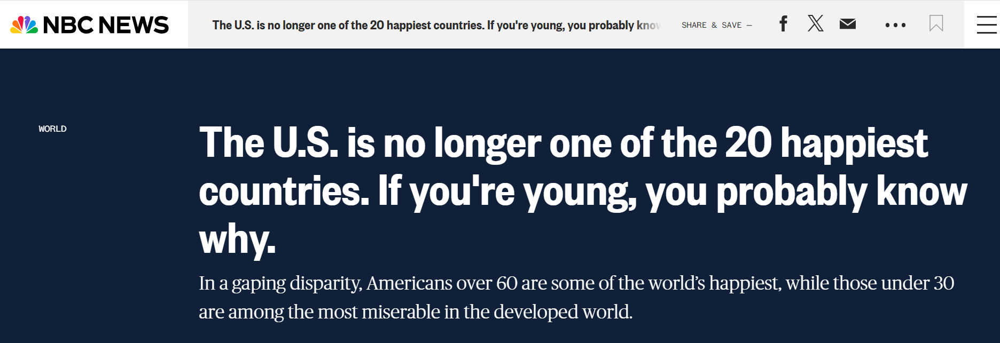 NBC NEWS
The U.S. is no longer one of the 20 happiest countries. If you're young, you probably know
SHARE & SAVE —
WORLD
The U.S. is no longer one of the 20 happiest
countries. If you're young, you probably know
why.
In a gaping disparity, Americans over 60 are some of the world’s happiest, while those under 30
are among the most miserable in the developed world.